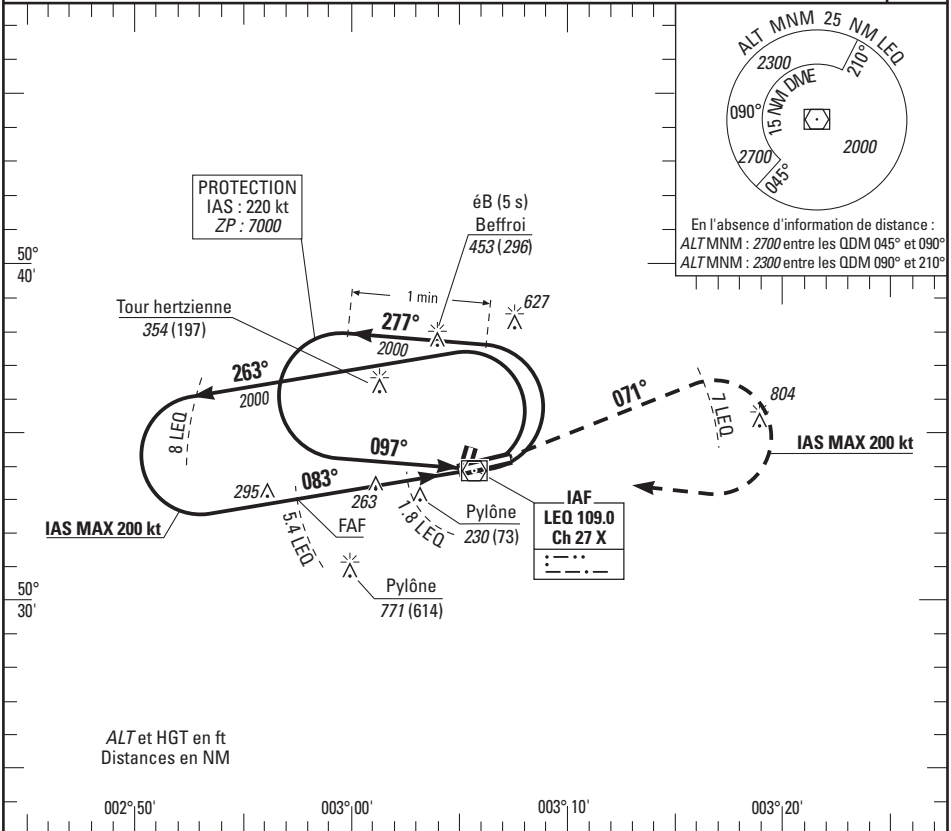 ALT MNM 25 NM LEQ
2300
210°
15 NM DME
090°
2000
2700
045°
En l'absence d'information de distance :
ALT MNM : 2700 entre les QDM 045° et 090°
ALT MNM : 2300 entre les QDM 090° et 210°
PROTECTION
IAS : 220 kt
ZP : 7000
éB (5 s)
Beffroi
453 (296)
50°
40'
1 min
627
Tour hertzienne
354 (197)
277°
2000
263°
2000
071°
804
7 LEQ
8 LEQ
097°
IAS MAX 200 kt
083°
295
263
IAF
LEQ 109.0
Ch 27 X
Pylône
230 (73)
1.8 LEQ
FAF
5.4 LEQ
IAS MAX 200 kt
Pylône
771 (614)
50°
30'
ALT et HGT en ft
Distances en NM
002°50'
003°00'
003°10'
003°20'